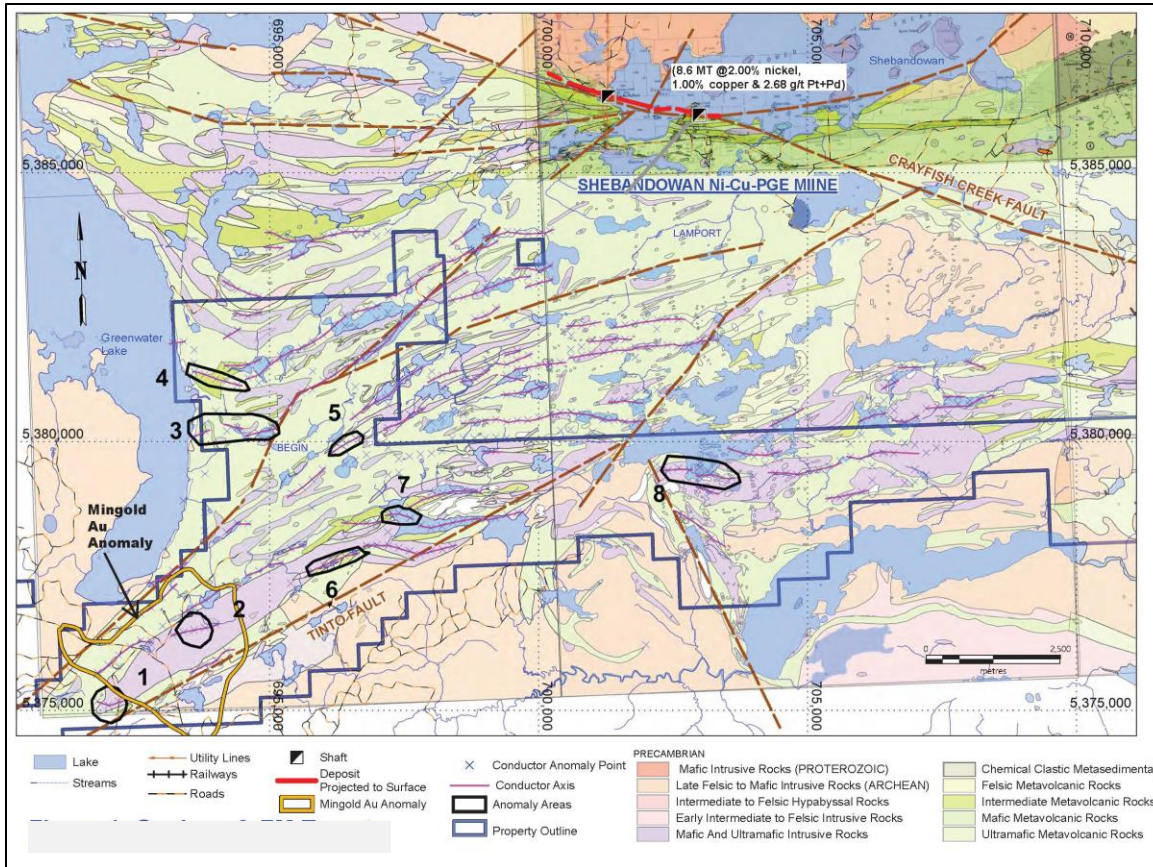 695,000
700,000
705,000
710,000
Shebandowan
(8.6 MT @2.00% nickel,
1.00% copper & 2.68 g/t Pt+Pd)
5,385,000
5,385,000
CRAYFISH CREEK FAULT
SHEBANDOWAN Ni-Cu-PGE MIINE
LAMPORT
N
Greenwater
Lake
4
3
5
5,380,000
5,380,000
BEGIN
7
8
Mingold
Au
Anomaly
6
2
TINTO FAULT
1
0
2,500
metres
5,375,000
5,375,000
695,000
700,000
705,000
Lake
Streams
Utility Lines
Railways
Roads
Shaft
Deposit
Projected to Surface
Mingold Au Anomaly
Conductor Anomaly Point
Conductor Axis
Anomaly Areas
Property Outline
PRECAMBRIAN
Mafic Intrusive Rocks (PROTEROZOIC)
Late Felsic to Mafic Intrusive Rocks (ARCHEAN)
Intermediate to Felsic Hypabyssal Rocks
Early Intermediate to Felsic Intrusive Rocks
Mafic And Ultramafic Intrusive Rocks
Chemical Clastic Metasedimenta
Felsic Metavolcanic Rocks
Intermediate Metavolcanic Rocks
Mafic Metavolcanic Rocks
Ultramafic Metavolcanic Rocks